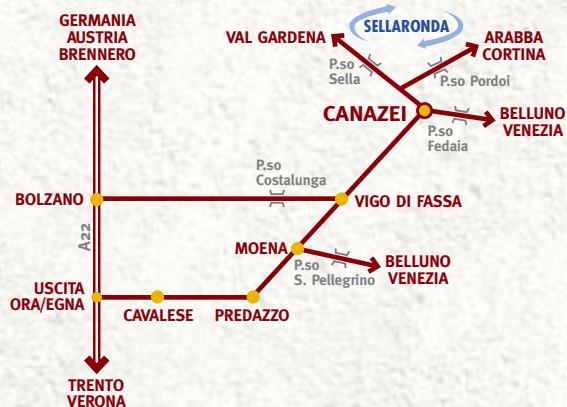 GERMANIA
AUSTRIA
BRENNERO
SELLARONDA
VAL GARDENA
ARABBA
CORTINA
P.so
Sella
P.so Pordoi
CANAZEI
BELLUNO
VENEZIA
P.so
Fedaia
P.so
Costalunga
BOLZANO
VIGO DI FASSA
A22
MOENA
P.so
S. Pellegrino
BELLUNO
VENEZIA
USCITA
ORA/EGNA
CAVALESE
PREDAZZO
TRENTO
VERONA